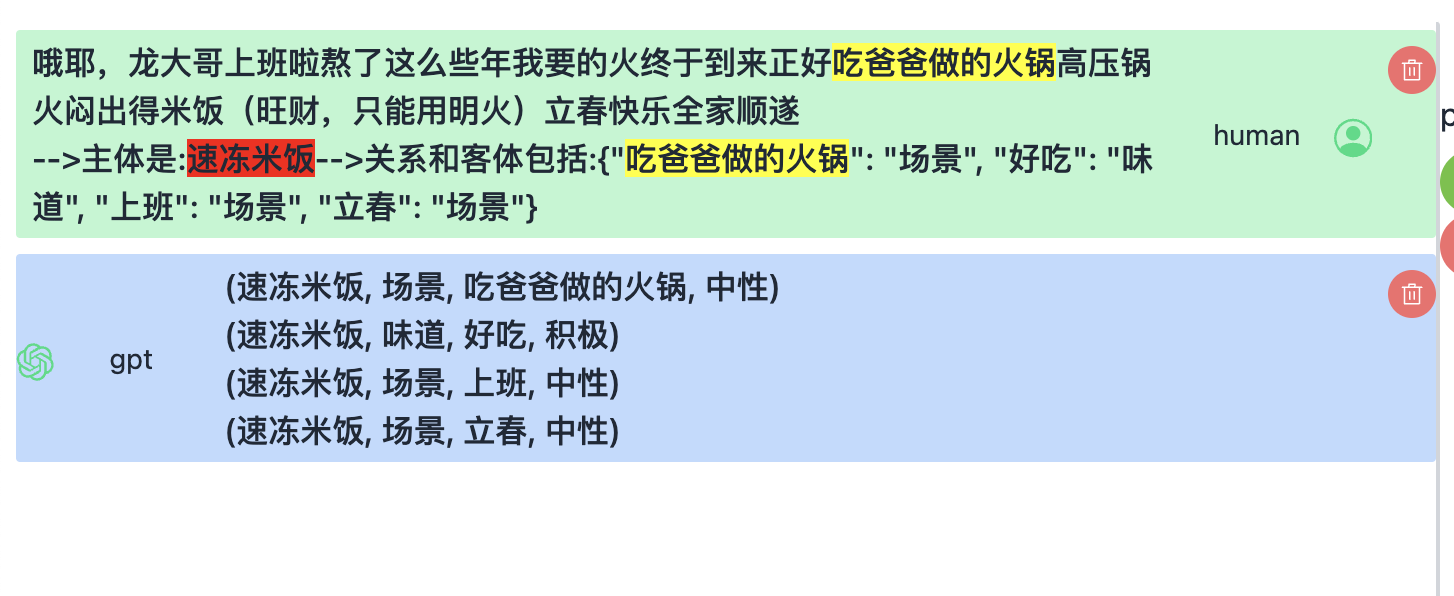 哦耶，龙大哥上班啦熬了这么些年我要的火终于到来正好吃爸爸做的火锅高压锅
火闷出得米饭（旺财，只能用明火）立春快乐全家顺遂
-->主体是:速冻米饭-->关系和客体包括:{"吃爸爸做的火锅": "场景", "好吃": "味
道", "上班": "场景", "立春": "场景"}
human
(速冻米饭, 场景, 吃爸爸做的火锅, 中性)
(速冻米饭, 味道, 好吃, 积极)
gpt
(速冻米饭, 场景, 上班, 中性)
(速冻米饭, 场景, 立春, 中性)